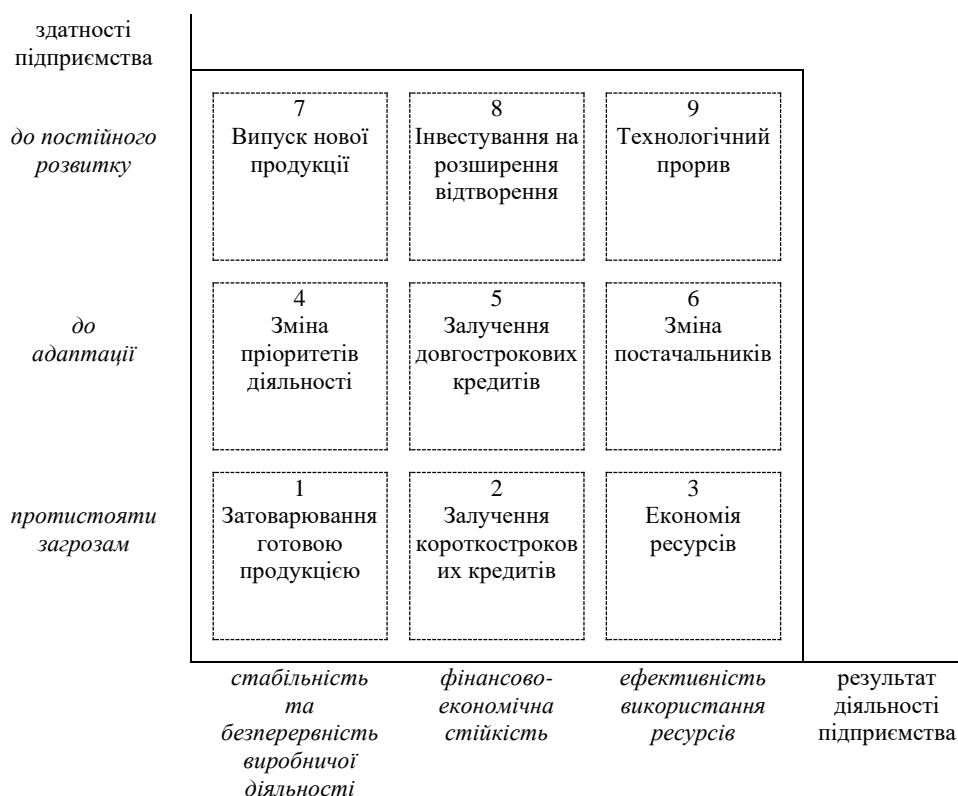 здатності
підприємства
до постійного
розвитку
7
Випуск нової
продукції
8
Інвестування на
розширення
відтворення
9
Технологічний
прорив
до
адаптації
4
Зміна
пріоритетів
діяльності
5
Залучення
довгострокових
кредитів
6
Зміна
постачальників
протистояти
загрозам
1
Затоварювання
готовою
продукцією
2
Залучення
короткостроков
их кредитів
3
Економія
ресурсів
стабільність
та
безперервність
виробничої
діяльності
фінансово-
економічна
стійкість
ефективність
використання
ресурсів
результат
діяльності
підприємства